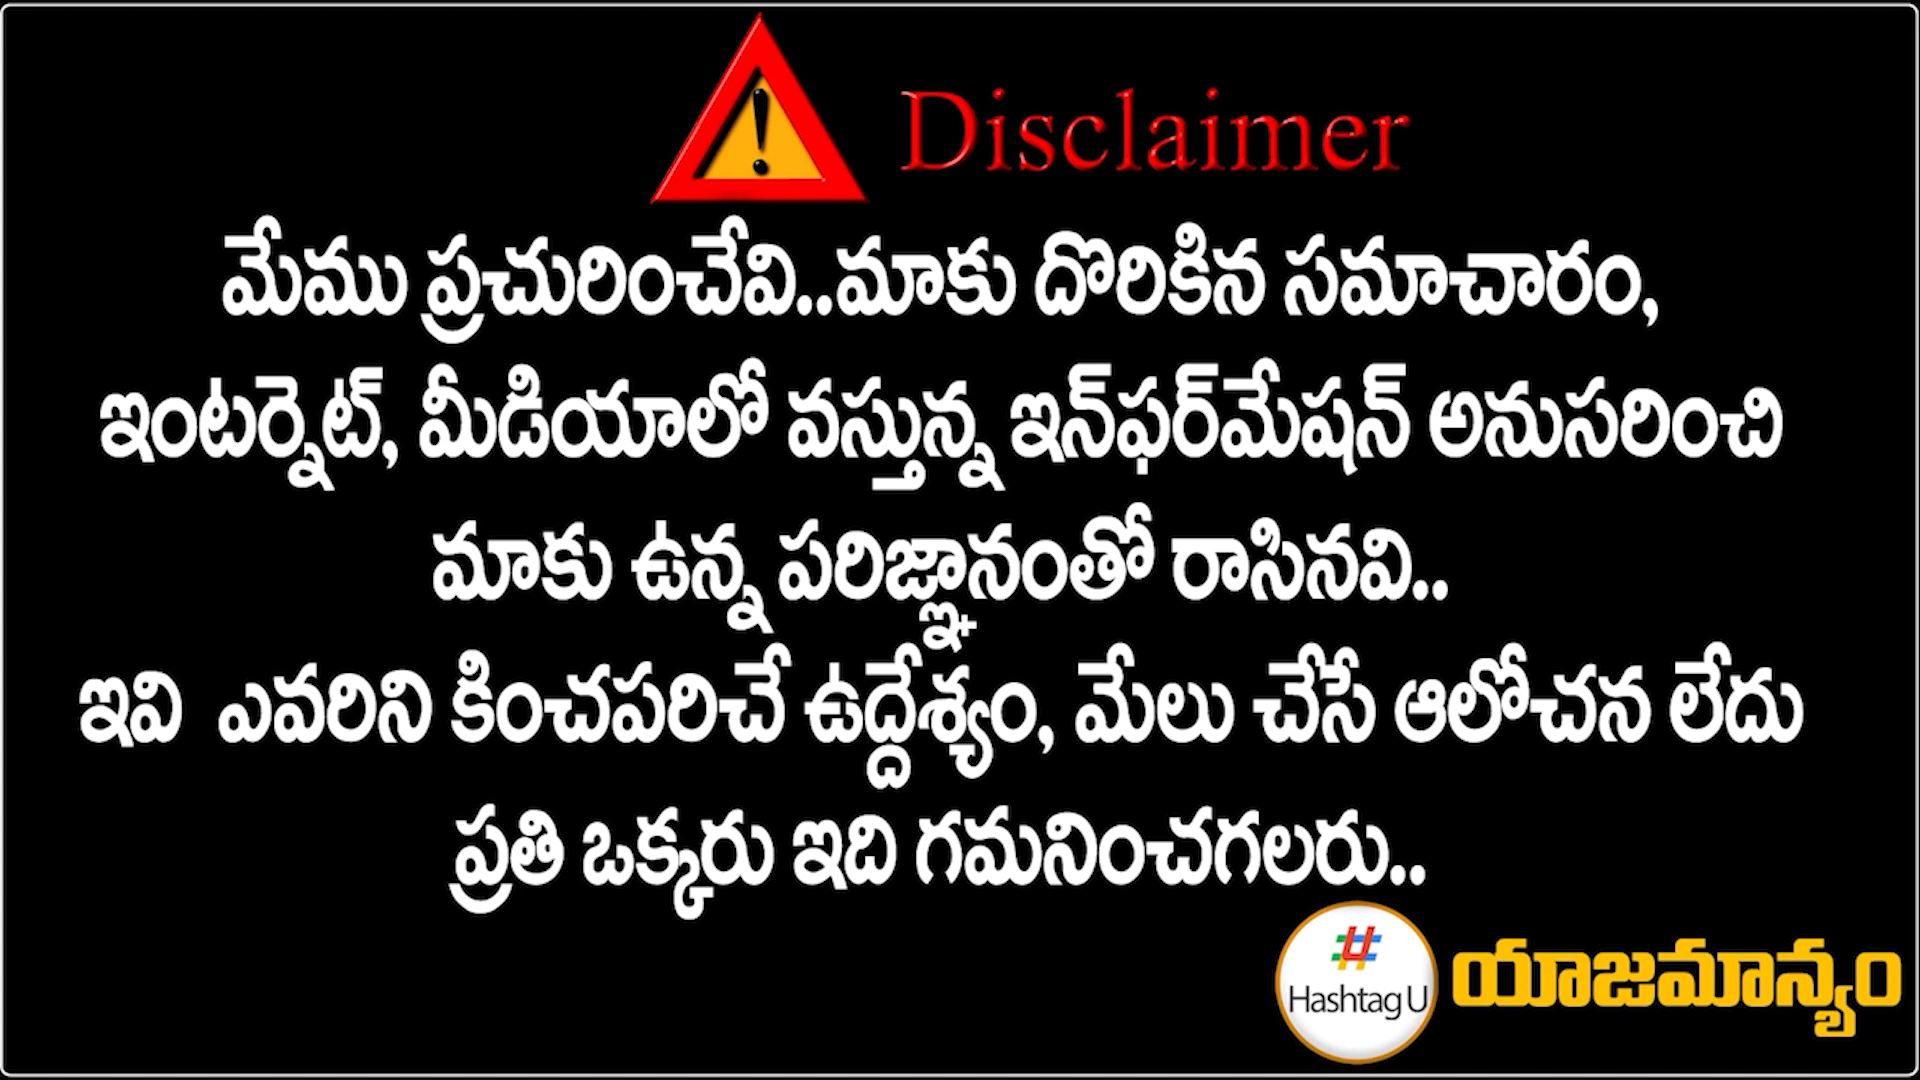 Disclaimer
మేము ప్రచురించేవి..మాకు దొరికిన సమాచారం,
ఇంటర్నెట్, మీడియాలో వస్తున్న ఇన్‌ఫర్‌మేషన్ అనుసరించి
మాకు ఉన్న పరిజ్ఞానంతో రాసినవి..
ఇవి ఎవరిని కించపరిచే ఉద్దేశ్యం, మేలు చేసే ఆలోచన లేదు
ప్రతి ఒక్కరు ఇది గమనించగలరు..
Hashtag U
యాజమాన్యం